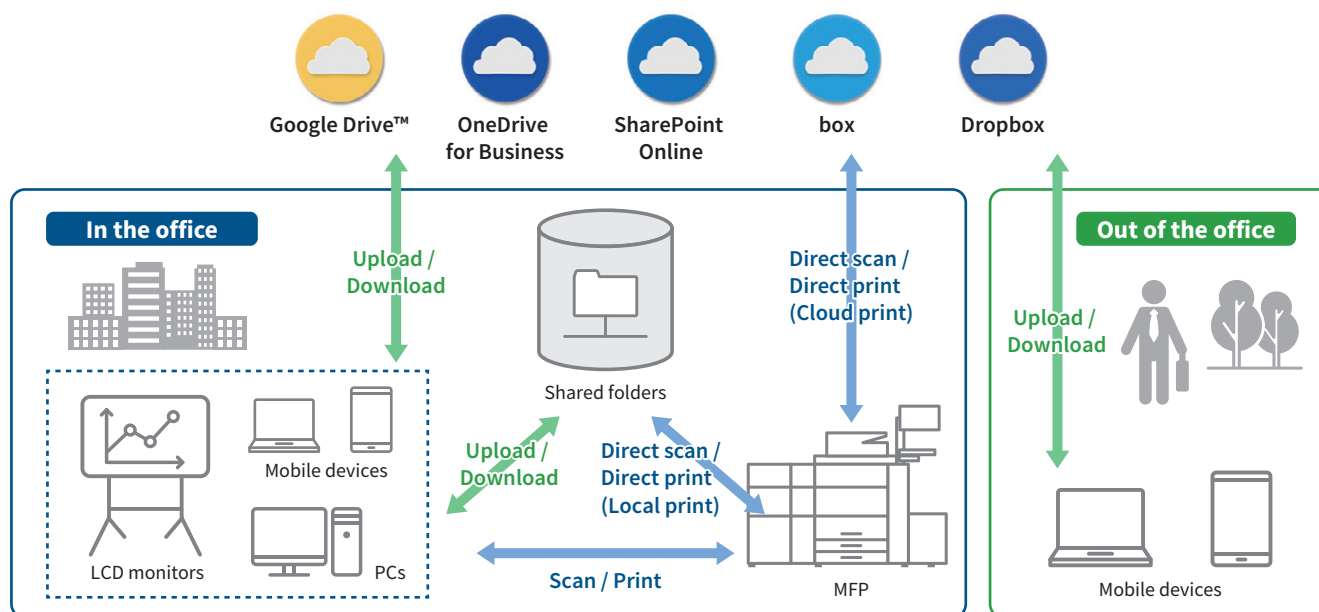 Google Drive™
OneDrive
for Business
SharePoint
Online
box
Dropbox
In the office
Upload /
Download
Direct scan /
Direct print
(Cloud print)
Out of the office
Upload /
Download
Shared folders
Mobile devices
LCD monitors
PCs
Upload /
Download
Direct scan /
Direct print
(Local print)
Scan / Print
MFP
Mobile devices